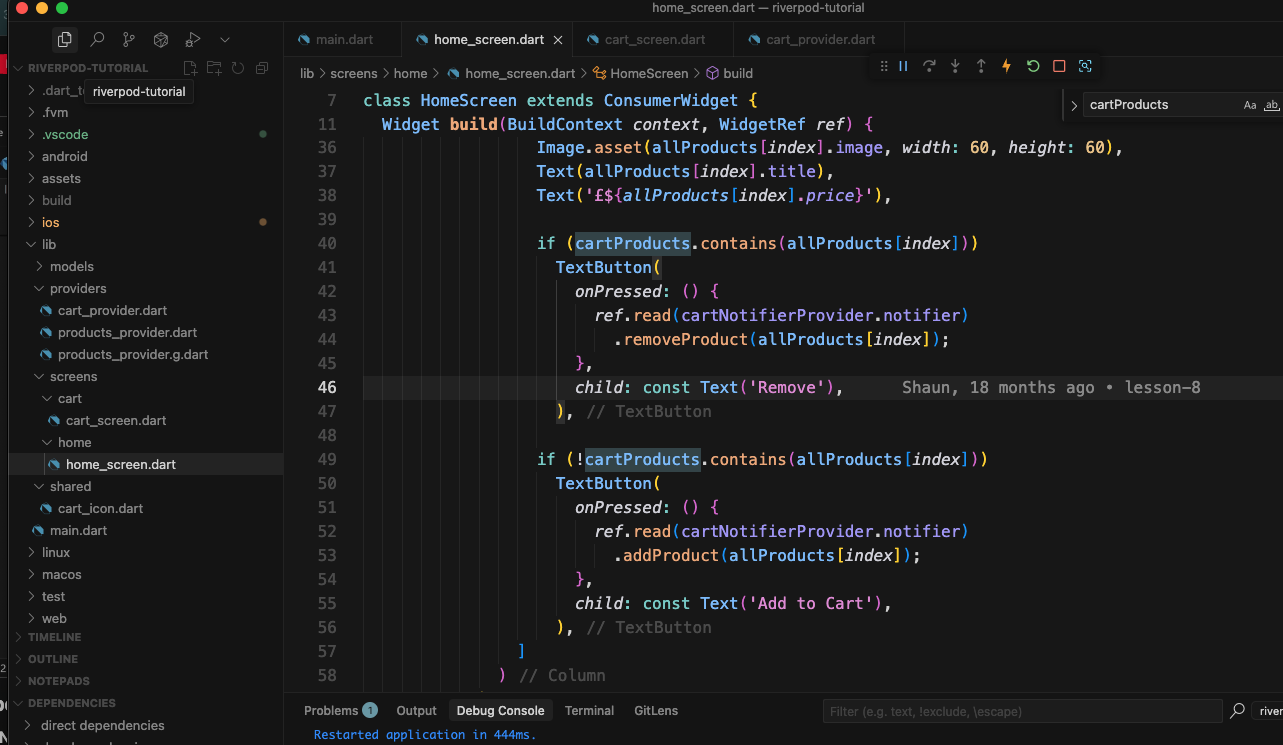 home_screen.dart — riverpod-tutorial
main.dart
home_screen.dart
cart_screen.dart
cart_provider.dart
RIVERPOD-TUTORIAL
riverpod-tutorial
.fvm
.vscode
android
assets
build
ios
lib
models
providers
cart_provider.dart
products_provider.dart
products_provider.g.dart
screens
cart
cart_screen.dart
home
home_screen.dart
shared
cart_icon.dart
main.dart
linux
macos
test
web
TIMELINE
OUTLINE
NOTEPADS
DEPENDENCIES
direct dependencies
lib > screens > home > home_screen.dart > HomeScreen > build
cartProducts Aa ab
7 class HomeScreen extends ConsumerWidget {
11 Widget build(BuildContext context, WidgetRef ref) {
36 Image.asset(allProducts[index].image, width: 60, height: 60),
37 Text(allProducts[index].title),
38 Text('£${allProducts[index].price}'),
39
40 if (cartProducts.contains(allProducts[index]))
41 TextButton(
42 onPressed: () {
43 ref.read(cartNotifierProvider.notifier)
44 .removeProduct(allProducts[index]);
45 },
46 child: const Text('Remove'), Shaun, 18 months ago • lesson-8
47 ), // TextButton
48
49 if (!cartProducts.contains(allProducts[index]))
50 TextButton(
51 onPressed: () {
52 ref.read(cartNotifierProvider.notifier)
53 .addProduct(allProducts[index]);
54 },
55 child: const Text('Add to Cart'),
56 ), // TextButton
57 ]
58 ) // Column
Problems 1 Output Debug Console Terminal GitLens
Filter (e.g. text, !exclude, \escape)
Restarted application in 444ms.